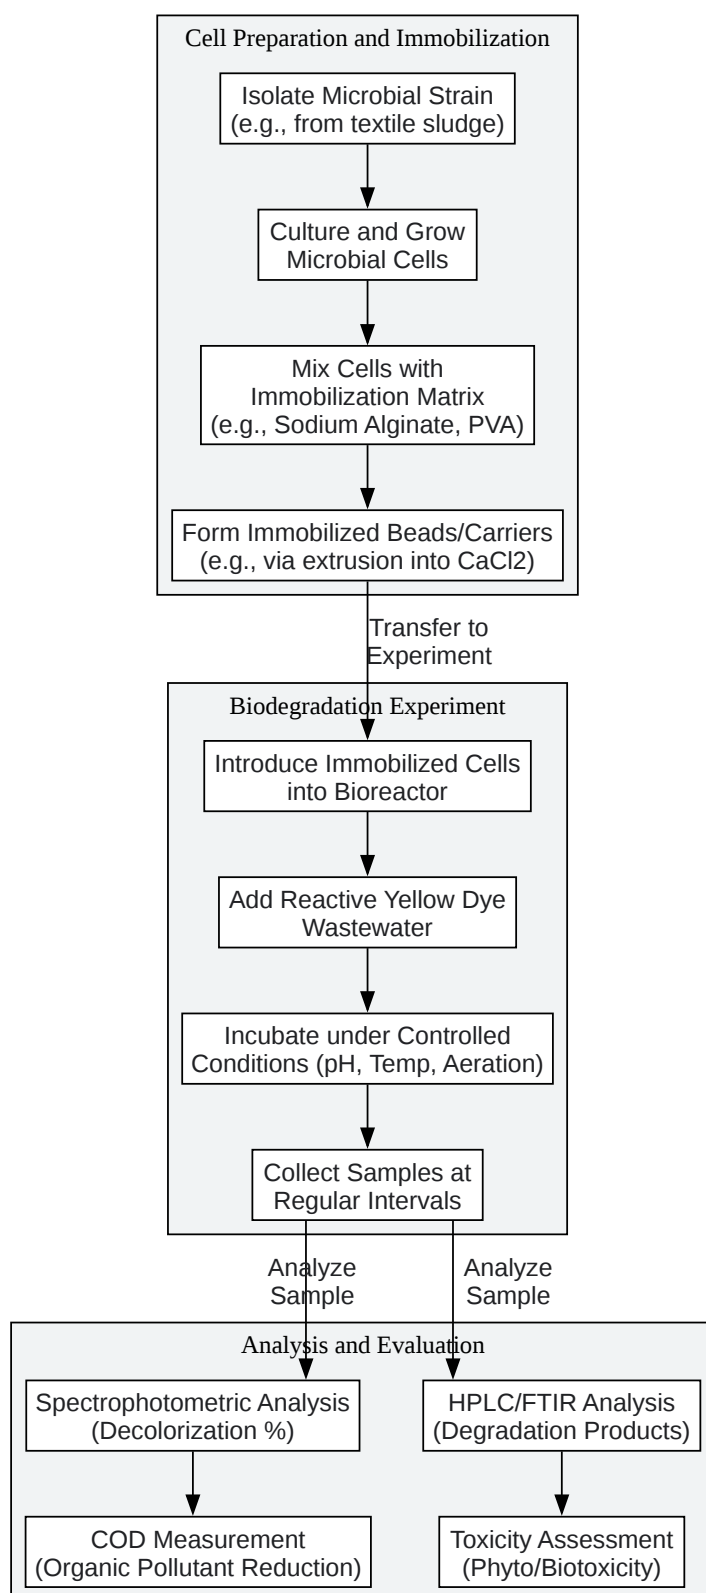 Cell Preparation and Immobilization
Isolate Microbial Strain
(e.g., from textile sludge)
Culture and Grow
Microbial Cells
Mix Cells with
Immobilization Matrix
(e.g., Sodium Alginate, PVA)
Form Immobilized Beads/Carriers
(e.g., via extrusion into CaCl2)
Transfer to
Experiment
Biodegradation Experiment
Introduce Immobilized Cells
into Bioreactor
Add Reactive Yellow Dye
Wastewater
Incubate under Controlled
Conditions (pH, Temp, Aeration)
Collect Samples at
Regular Intervals
Analyze
Sample
Analyze
Sample
Analysis and Evaluation
Spectrophotometric Analysis
(Decolorization %)
HPLC/FTIR Analysis
(Degradation Products)
COD Measurement
(Organic Pollutant Reduction)
Toxicity Assessment
(Phyto/Biotoxicity)